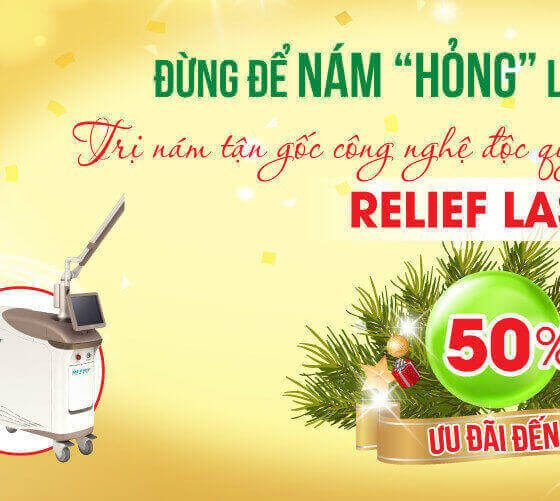 ĐỪNG ĐỂ NÁM “HỎNG”
Trị nám tận gốc công nghệ độc
RELIEF
50%
ƯU ĐÃI ĐẾN